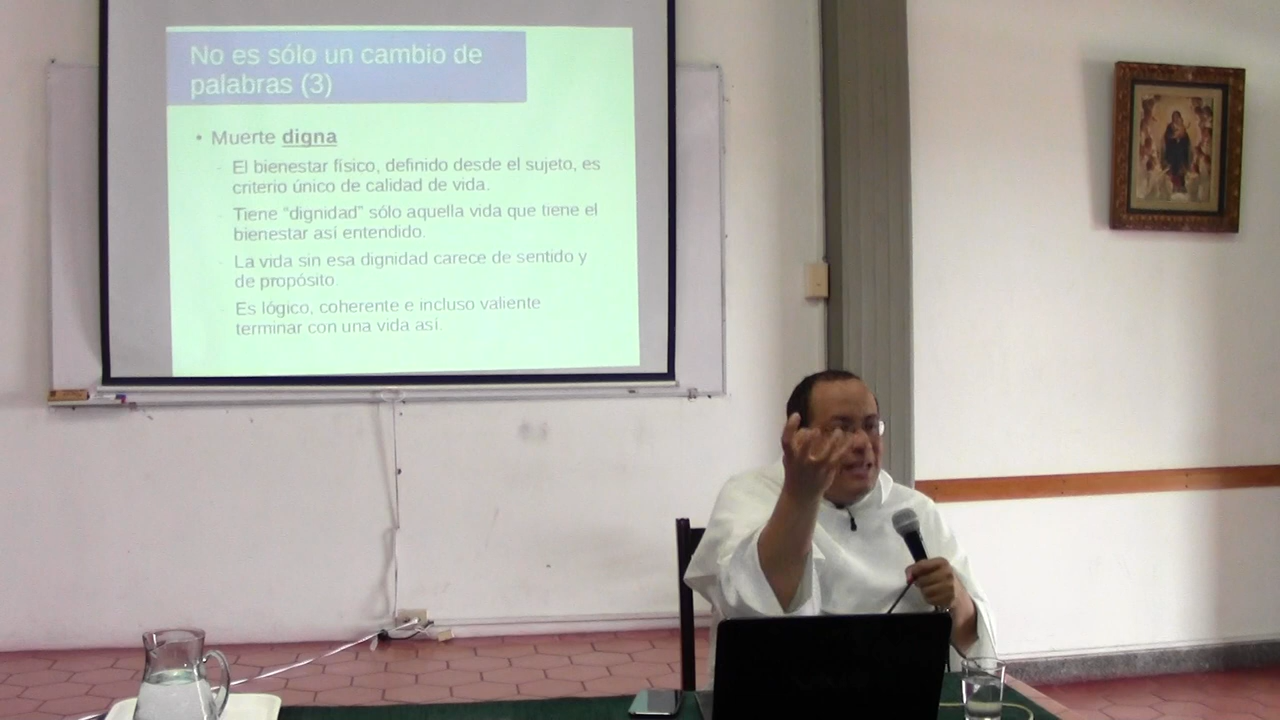 No es sólo un cambio de
palabras (3)
• Muerte digna
- El bienestar físico, definido desde el sujeto, es
criterio único de calidad de vida.
- Tiene “dignidad” sólo aquella vida que tiene el
bienestar así entendido.
- La vida sin esa dignidad carece de sentido y
de propósito.
- Es lógico, coherente e incluso valiente
terminar con una vida así.